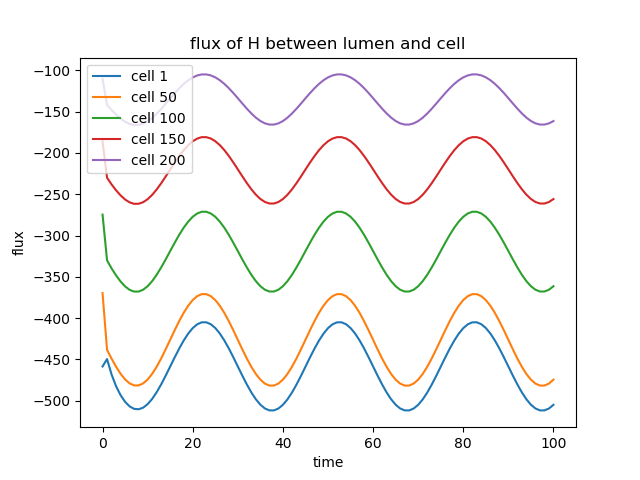 flux of H between lumen and cell
cell 1
cell 50
cell 100
cell 150
cell 200
flux
−100
−150
−200
−250
−300
−350
−400
−450
−500
0 20 40 60 80 100
time